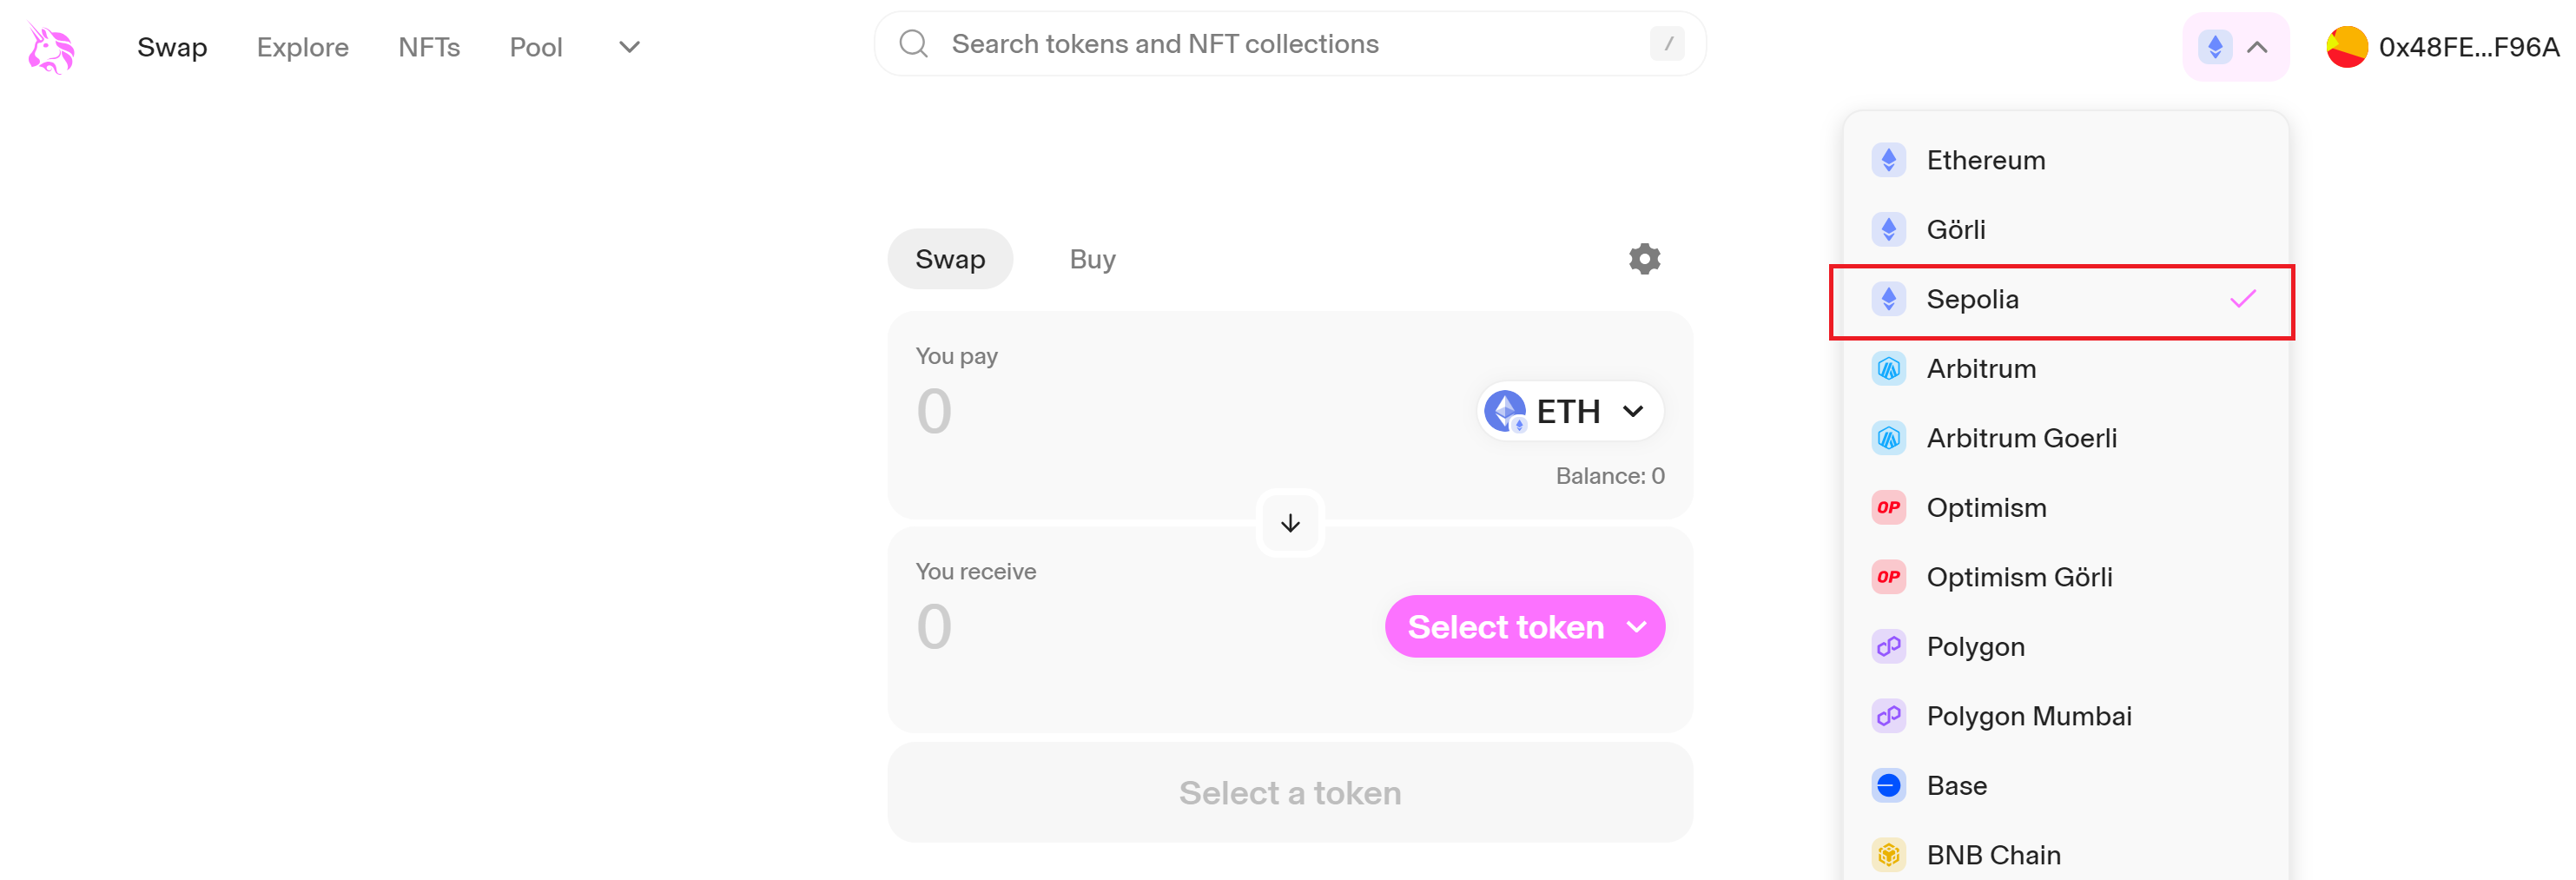 Swap Explore NFTs Pool
Search tokens and NFT collections /
0x48FE...F96A
Swap Buy
You pay
0
ETH
Balance: 0
You receive
0
Select token
Select a token
Ethereum
Görli
Sepolia
Arbitrum
Arbitrum Goerli
OP Optimism
OP Optimism Görli
Polygon
Polygon Mumbai
Base
BNB Chain